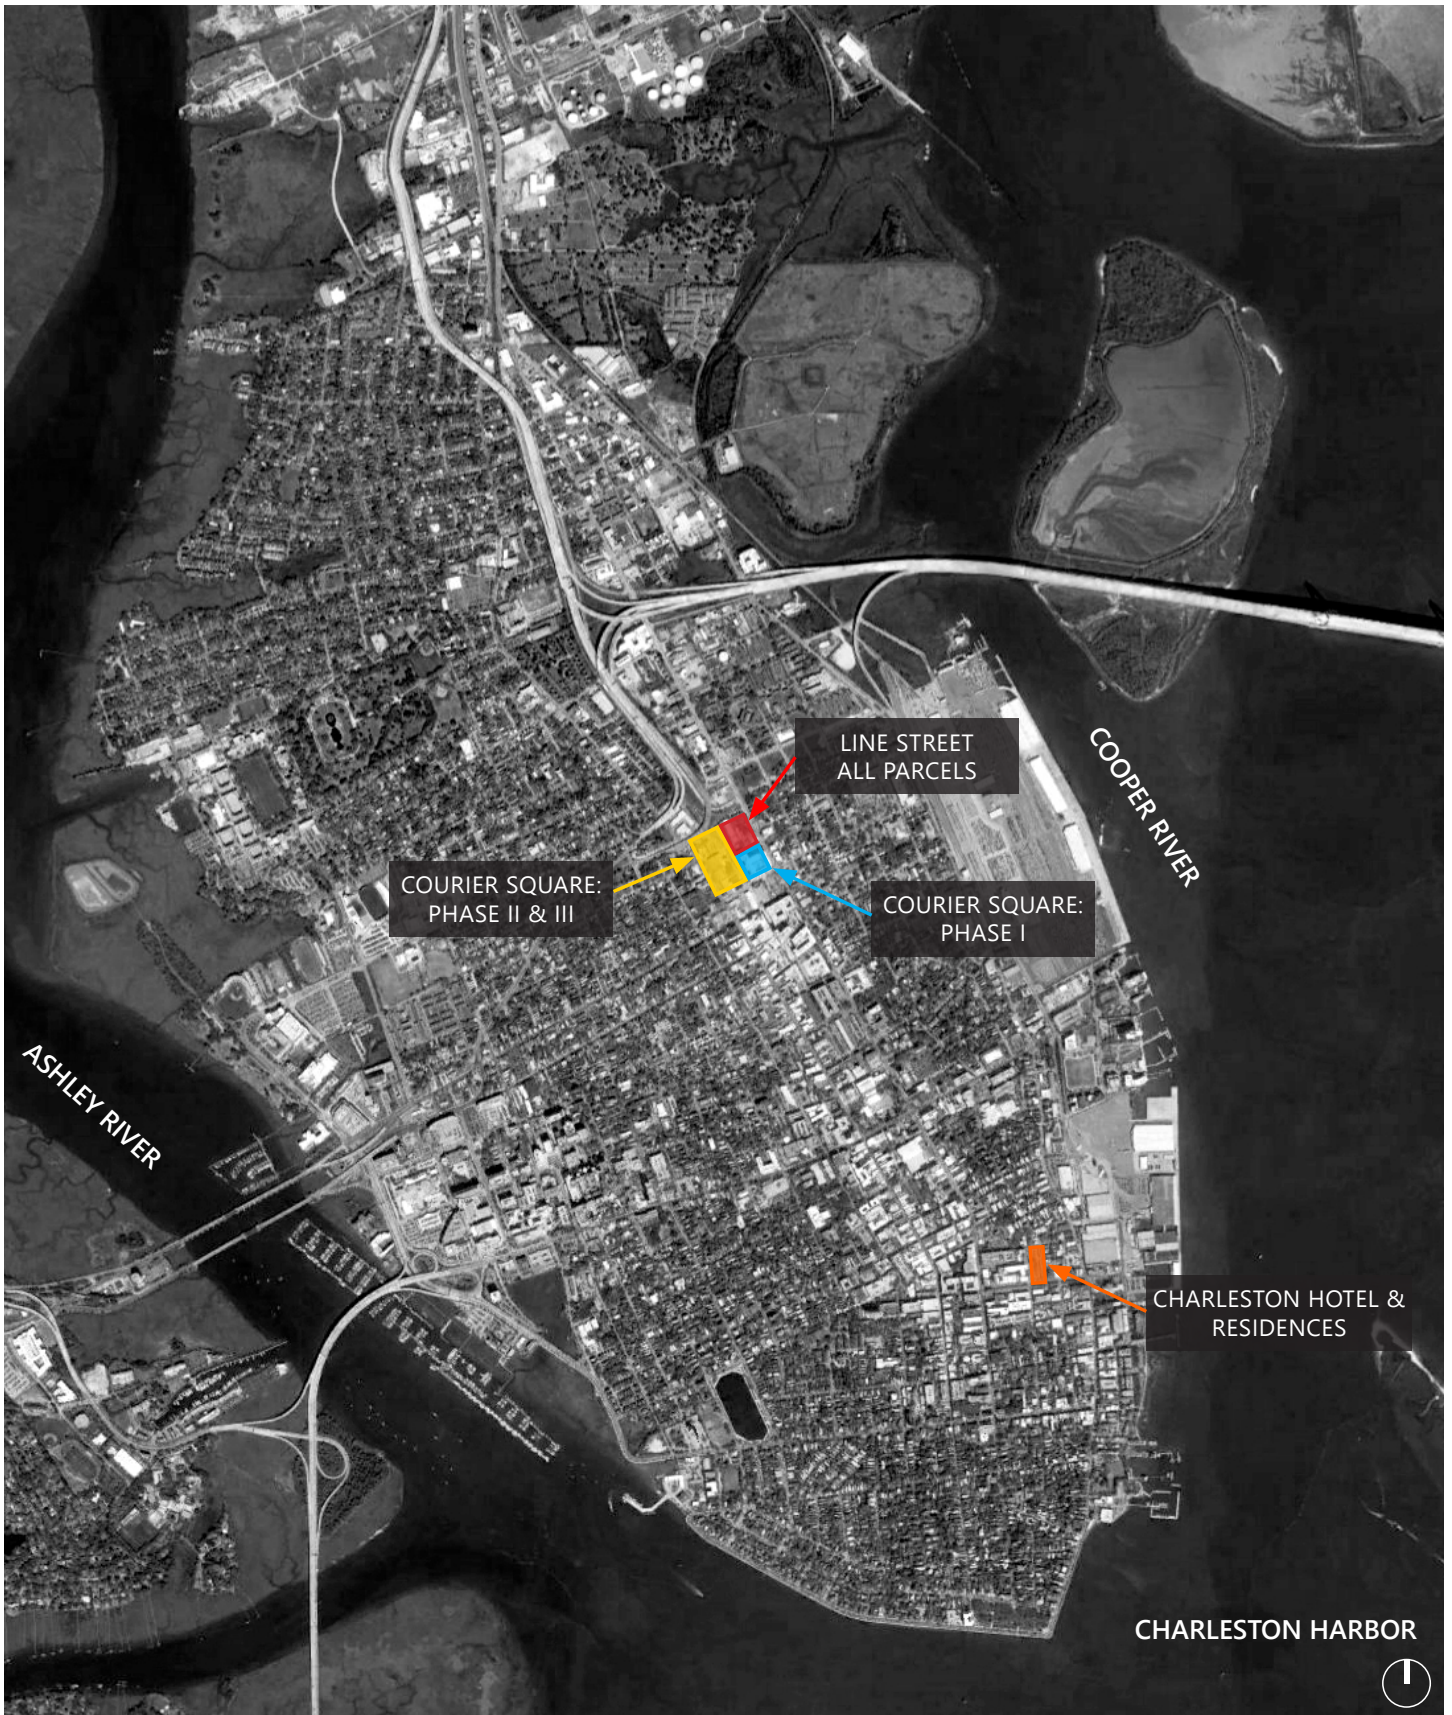 LINE STREET
ALL PARCELS
COOPER RIVER
COURIER SQUARE:
PHASE II & III
COURIER SQUARE:
PHASE I
ASHLEY RIVER
CHARLESTON HOTEL &
RESIDENCES
CHARLESTON HARBOR